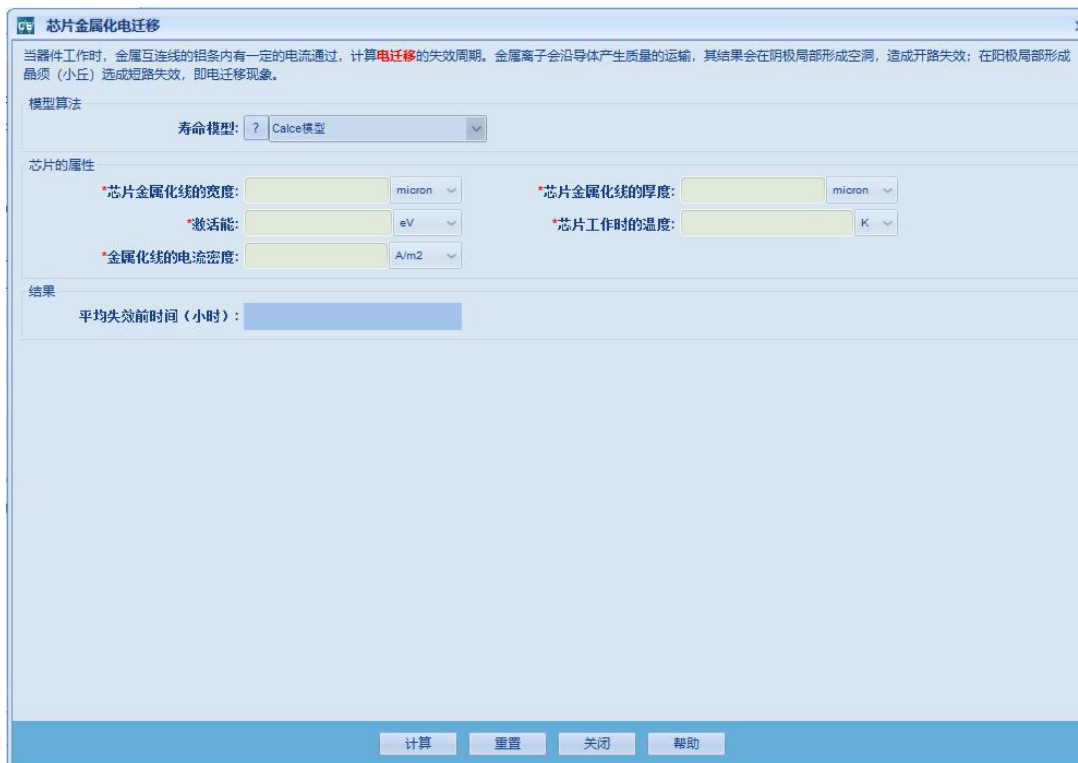 芯片金属化电迁移
当器件工作时，金属互连线的铝条内有一定的电流通过，计算电迁移的失效周期。金属离子会沿导体产生质量的运输，其结果会在阴极局部形成空洞，造成开路失效；在阳极局部形成
晶须（小丘）选成短路失效，即电迁移现象。
模型算法
寿命模型: ? Calce模型
芯片的属性
*芯片金属化线的宽度: micron *芯片金属化线的厚度: micron
*激活能: eV *芯片工作时的温度: K
*金属化线的电流密度: A/m2
结果
平均失效前时间（小时）:
计算 重置 关闭 帮助